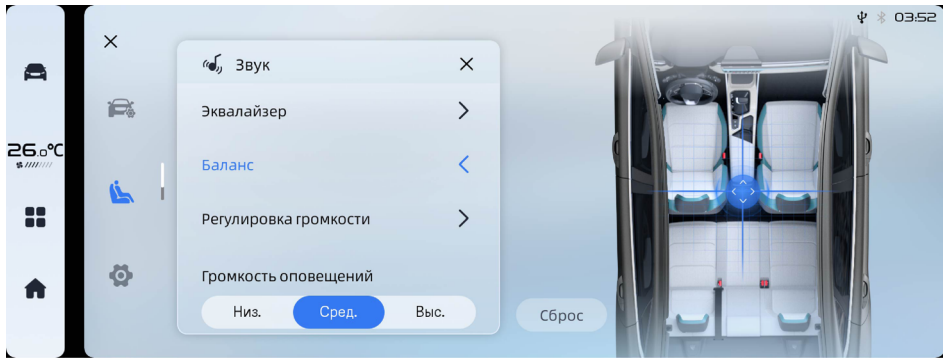 03:52
Звук
Эквалайзер
26.0°C
Баланс
Регулировка громкости
Громкость оповещений
Низ.
Сред.
Выс.
Сброс